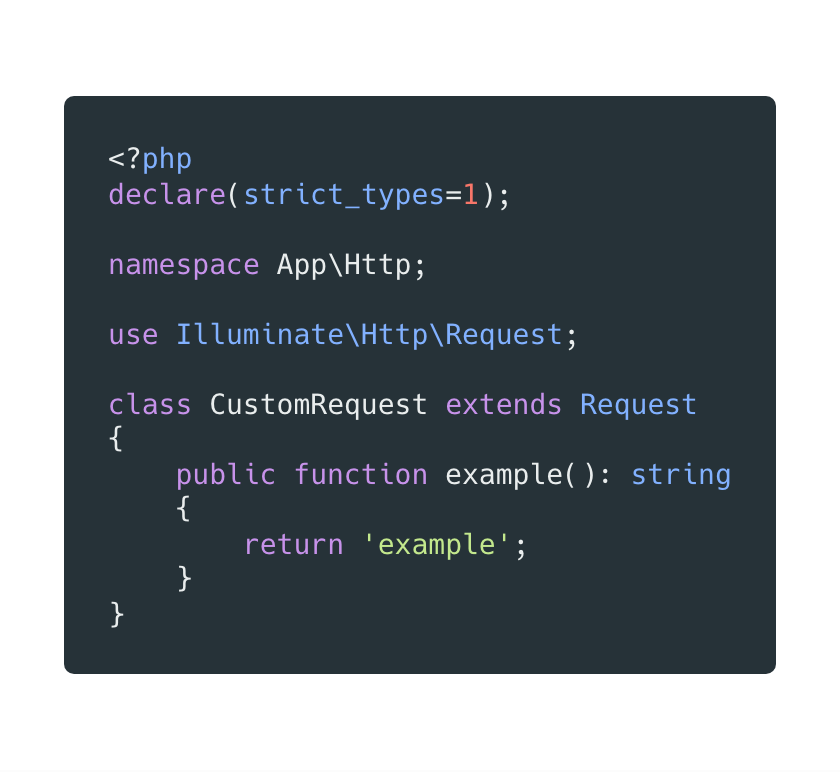 <?php
declare(strict_types=1);
namespace App\Http;
use Illuminate\Http\Request;
class CustomRequest extends Request
{
    public function example(): string
    {
        return 'example';
    }
}